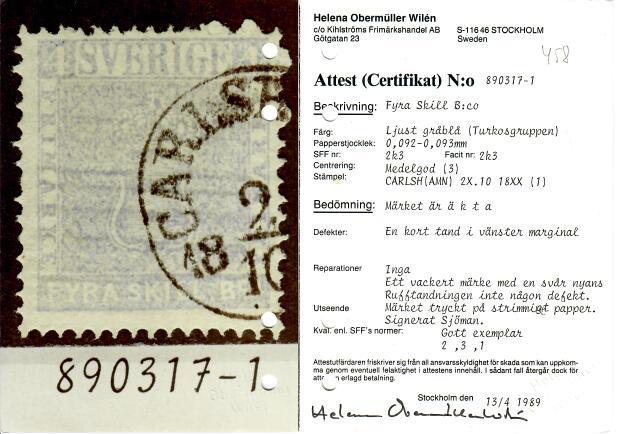 SVERIGE
FYRA SKILL B
CARLSH
2
18
10
890317-1
Helena Obermüller Wilén
c/o Kihlströms Frimärkshandel AB S-116 46 STOCKHOLM
Götgatan 23 Sweden
458
Attest (Certifikat) N:o 890317-1
Beskrivning: Fyra Skill B:co
Färg: Ljust gråblå (Turkosgruppen)
Papperstjocklek: 0,092-0,093mm
SFF nr: 2k3 Facit nr: 2k3
Centrering: Medelgod (3)
Stämpel: CARLSH(AMN) 2X.10 18XX (1)
Bedömning: Märket är ä k t a
Defekter: En kort tand i vänster marginal
Reparationer Inga
Ett vackert märke med en svår nyans
Rufftandningen inte någon defekt.
Utseende Märket tryckt på strimmigt papper.
Signerat Sjöman.
Kval. enl. SFF's normer: Gott exemplar
2 ,3 ,1
Attestutfärdaren friskriver sig från all ansvarsskyldighet för skada som kan uppkom-
ma genom eventuell felaktighet i attestens innehåll. I sådant fall återgår dock för
erlagd betalning.
Stockholm den 13/4 1989
Helena Obermüller Wilén